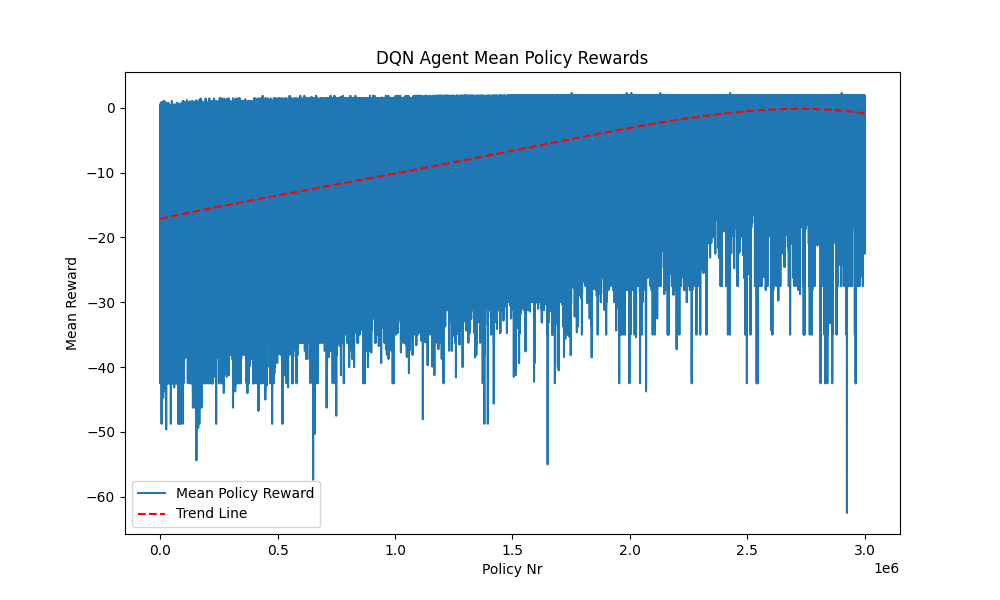 DQN Agent Mean Policy Rewards
Mean Reward
0
−10
−20
−30
−40
−50
−60
Mean Policy Reward
Trend Line
0.0 0.5 1.0 1.5 2.0 2.5 3.0
1e6
Policy Nr